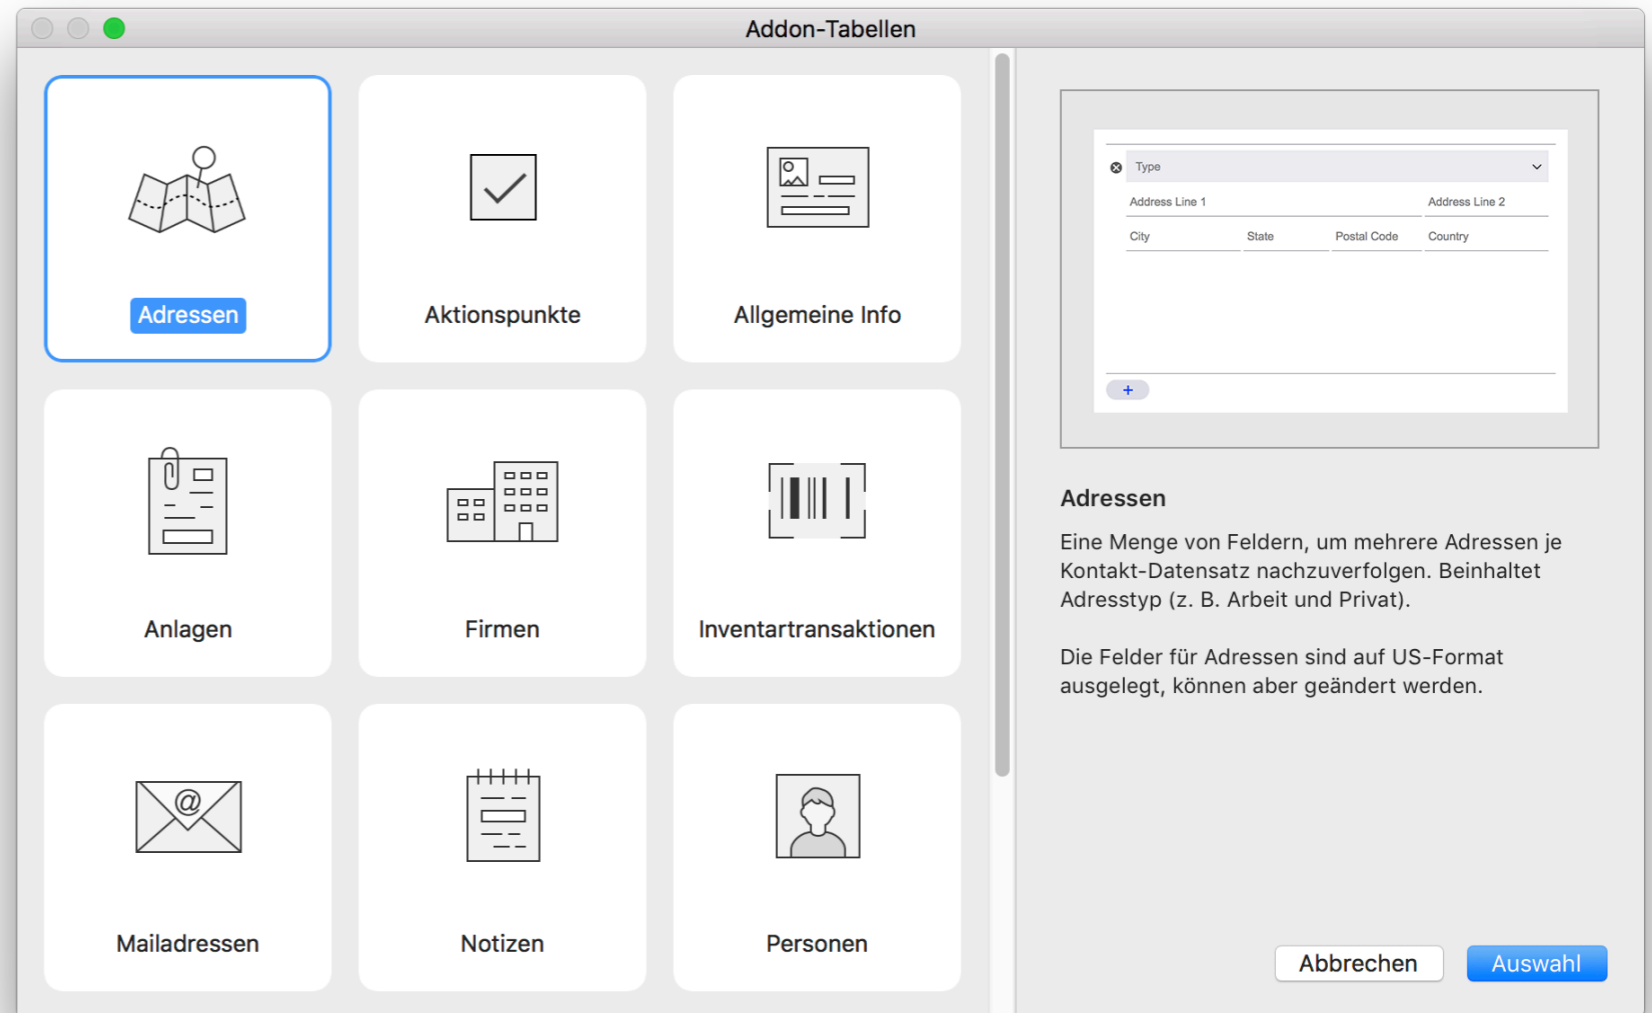 Addon-Tabellen
Adressen
Aktionspunkte
Allgemeine Info
Anlagen
Firmen
Inventartransaktionen
@
Mailadressen
Notizen
Personen
Type
Address Line 1 Address Line 2
City State Postal Code Country
+
Adressen
Eine Menge von Feldern, um mehrere Adressen je
Kontakt-Datensatz nachzuverfolgen. Beinhaltet
Adresstyp (z. B. Arbeit und Privat).
Die Felder für Adressen sind auf US-Format
ausgelegt, können aber geändert werden.
Abbrechen Auswahl